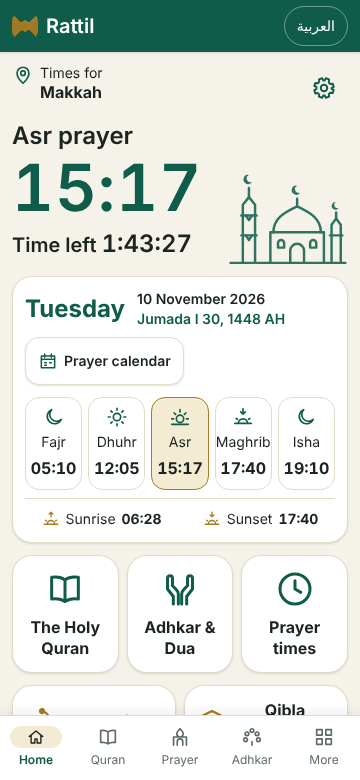 Rattil
العربية
Times for
Makkah
Asr prayer
15:17
Time left 1:43:27
Tuesday
10 November 2026
Jumada I 30, 1448 AH
Prayer calendar
Fajr
05:10
Dhuhr
12:05
Asr
15:17
Maghrib
17:40
Isha
19:10
Sunrise 06:28
Sunset 17:40
The Holy
Quran
Adhkar &
Dua
Prayer
times
Qibla
Home
Quran
Prayer
Adhkar
More